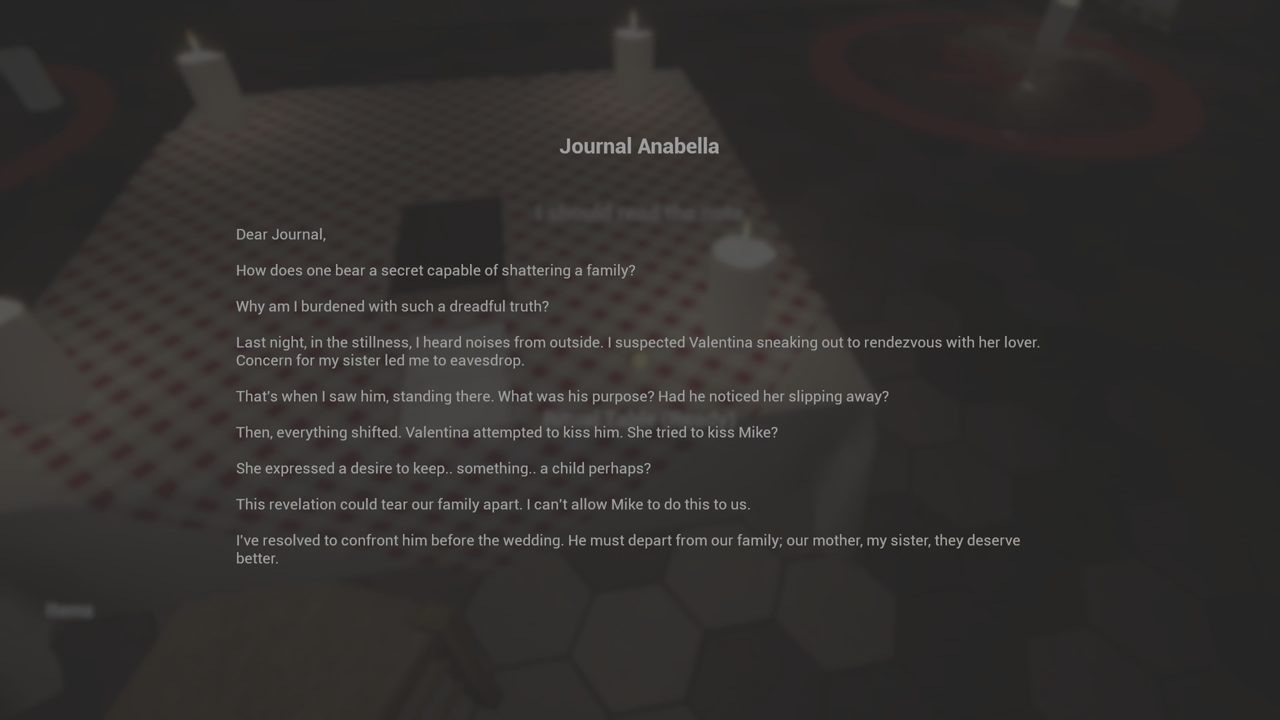 Journal Anabella
I should read the note
Dear Journal,
How does one bear a secret capable of shattering a family?
Why am I burdened with such a dreadful truth?
Last night, in the stillness, I heard noises from outside. I suspected Valentina sneaking out to rendezvous with her lover.
Concern for my sister led me to eavesdrop.
That's when I saw him, standing there. What was his purpose? Had he noticed her slipping away?
Then, everything shifted. Valentina attempted to kiss him. She tried to kiss Mike?
She expressed a desire to keep.. something.. a child perhaps?
This revelation could tear our family apart. I can't allow Mike to do this to us.
I've resolved to confront him before the wedding. He must depart from our family; our mother, my sister, they deserve
better.
Items